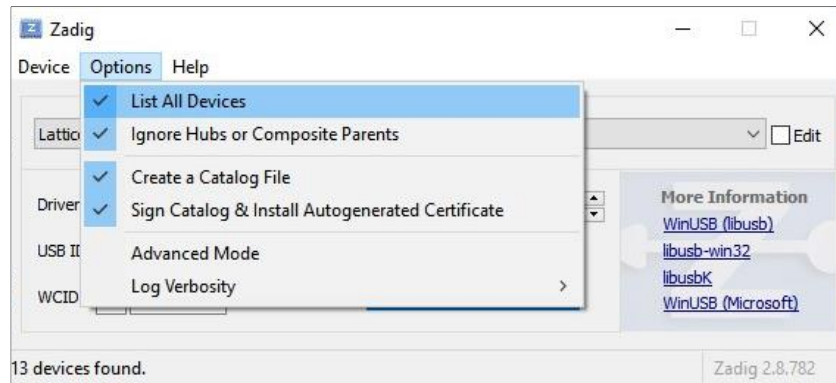 Zadig
Device Options Help
List All Devices
Ignore Hubs or Composite Parents
Edit
Create a Catalog File
Sign Catalog & Install Autogenerated Certificate
Advanced Mode
Log Verbosity
Driver
USB
WCID
More Information
WinUSB (libusb)
libusb-win32
libusbK
WinUSB (Microsoft)
13 devices found.
Zadig 2.8.782